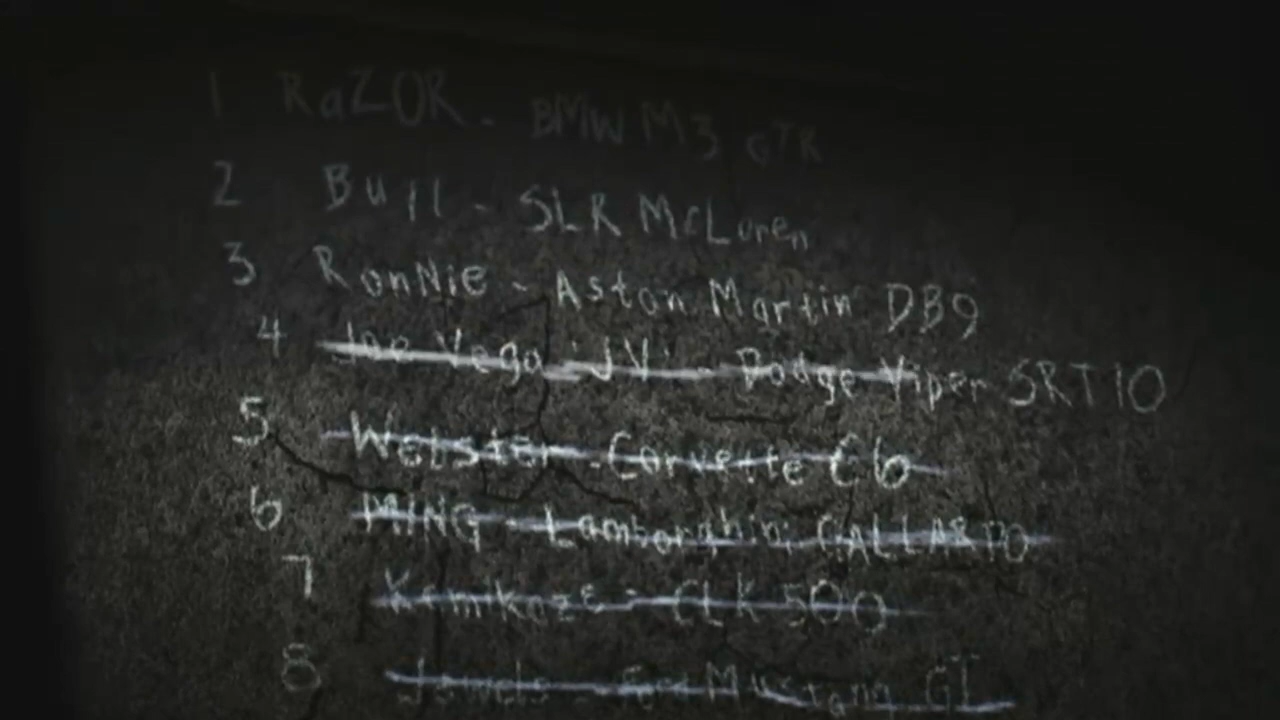 1 RaZOR - BMW M3 GTR
2 Bull - SLR McLaren
3 RonNie - Aston Martin DB9
4 Joe Vega 'JV' - Dodge Viper SRT10
5 Webster - Corvette C6
6 MING - Lamborghini GALLARDO
7 Kamikaze - CLK 500
8 Jewels - Mustang GT